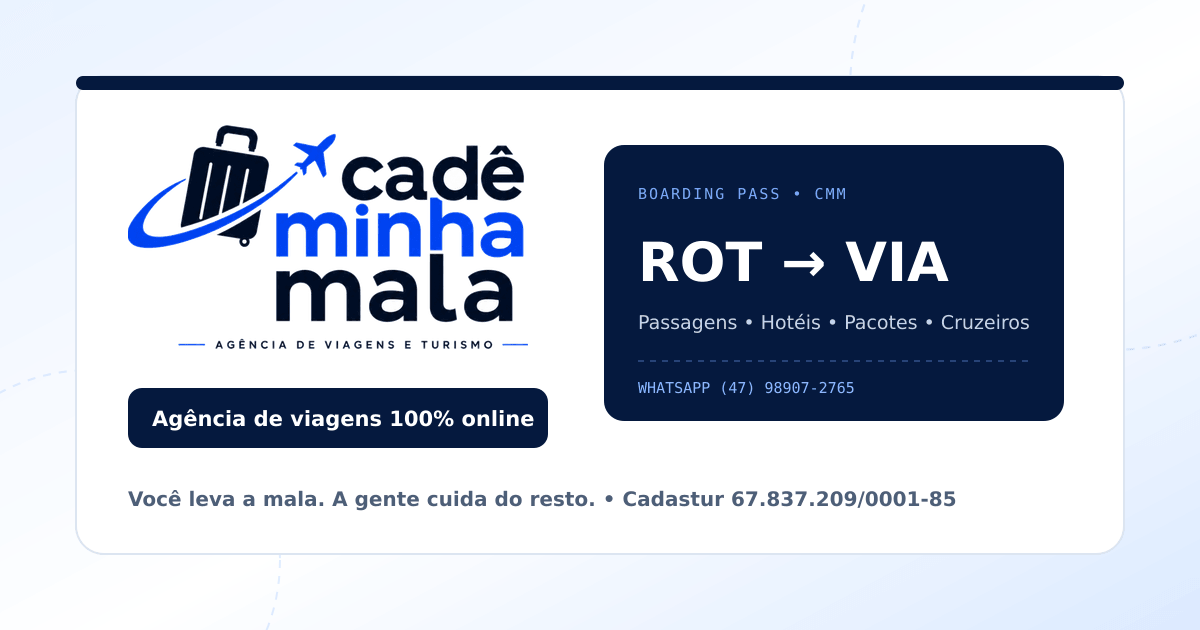 cadê
minha
mala
AGÊNCIA DE VIAGENS E TURISMO
Agência de viagens 100% online
BOARDING PASS • CMM
ROT → VIA
Passagens • Hotéis • Pacotes • Cruzeiros
WHATSAPP (47) 98907-2765
Você leva a mala. A gente cuida do resto. • Cadastur 67.837.209/0001-85